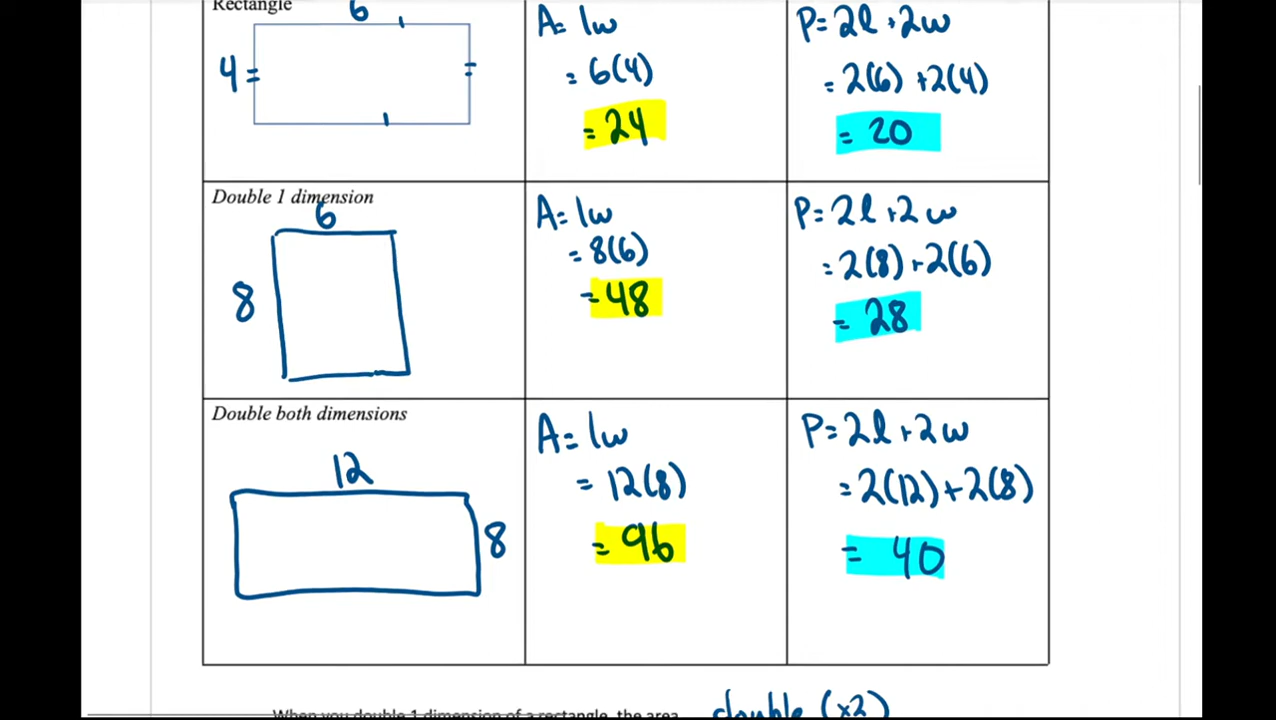 Rectangle
6
4
A = lw
= 6(4)
= 24
P = 2l + 2w
= 2(6) + 2(4)
= 20
Double 1 dimension
6
8
A = lw
= 8(6)
= 48
P = 2l + 2w
= 2(8) + 2(6)
= 28
Double both dimensions
12
8
A = lw
= 12(8)
= 96
P = 2l + 2w
= 2(12) + 2(8)
= 40
When you double 1 dimension of a rectangle, the area double (x2)